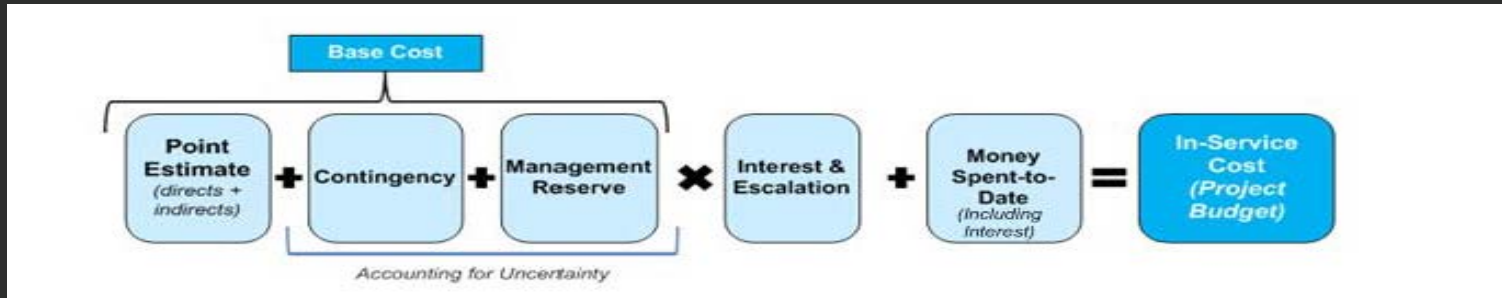 Base Cost
Point
Estimate
(directs +
indirects)
+
Contingency
+
Management
Reserve
×
Interest &
Escalation
+
Money
Spent-to-
Date
(Including
Interest)
=
In-Service
Cost
(Project
Budget)
Accounting for Uncertainty